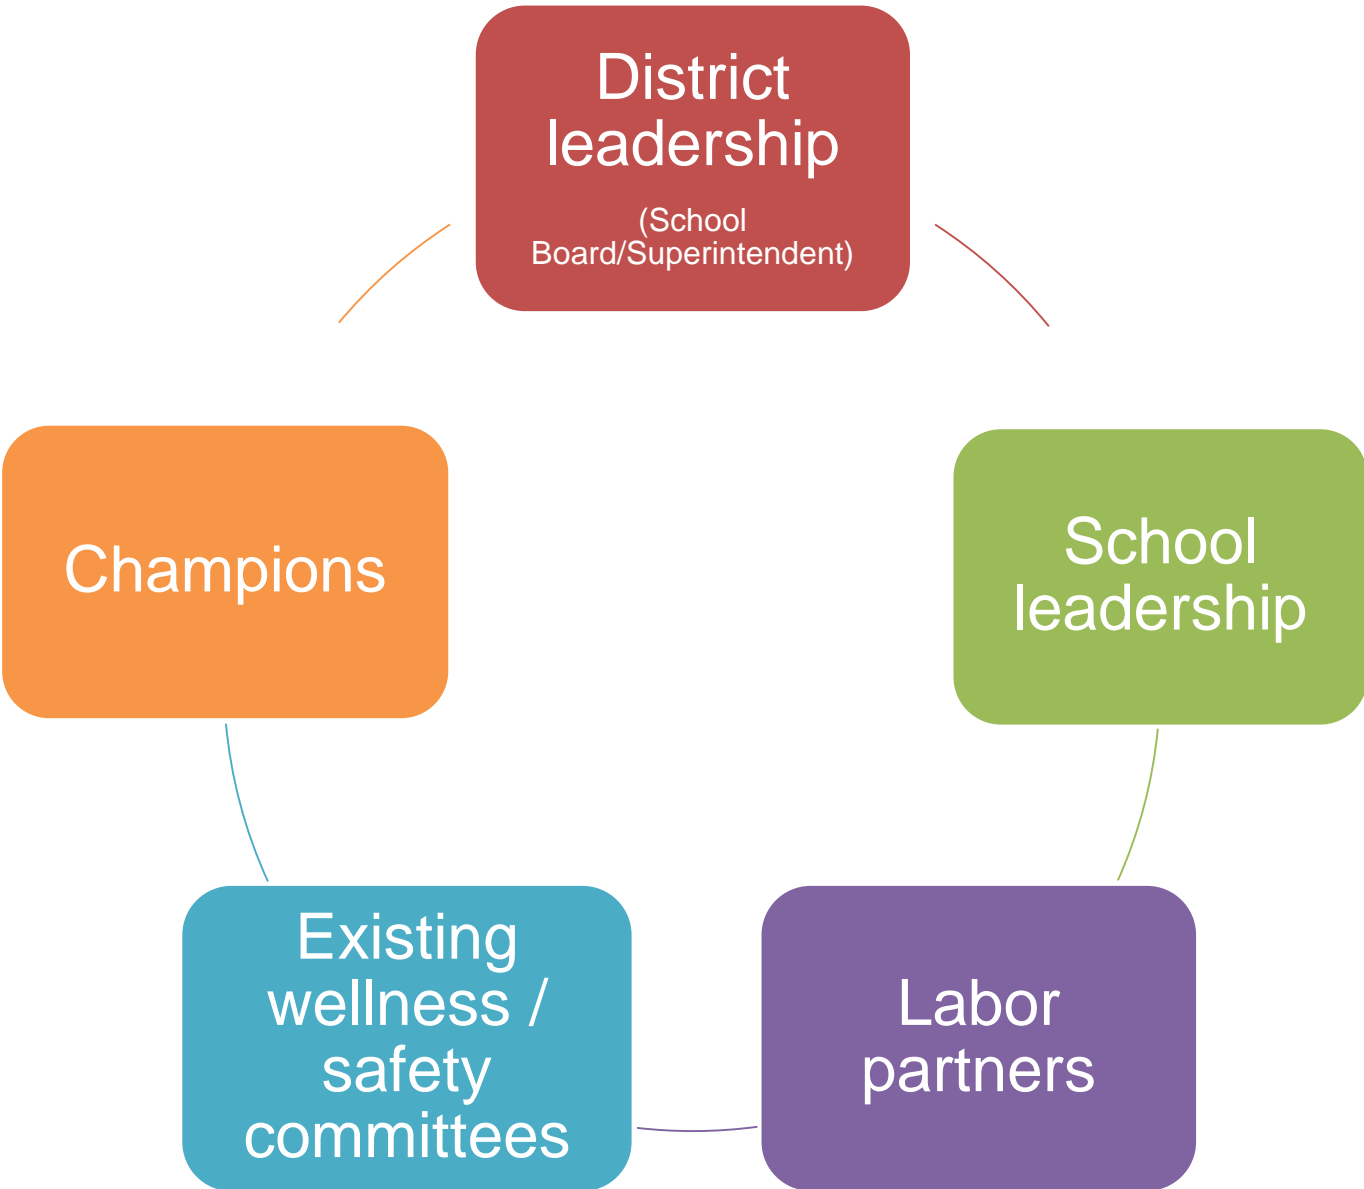 District
leadership
(School
Board/Superintendent)
Champions
School
leadership
Existing
wellness /
safety
committees
Labor
partners